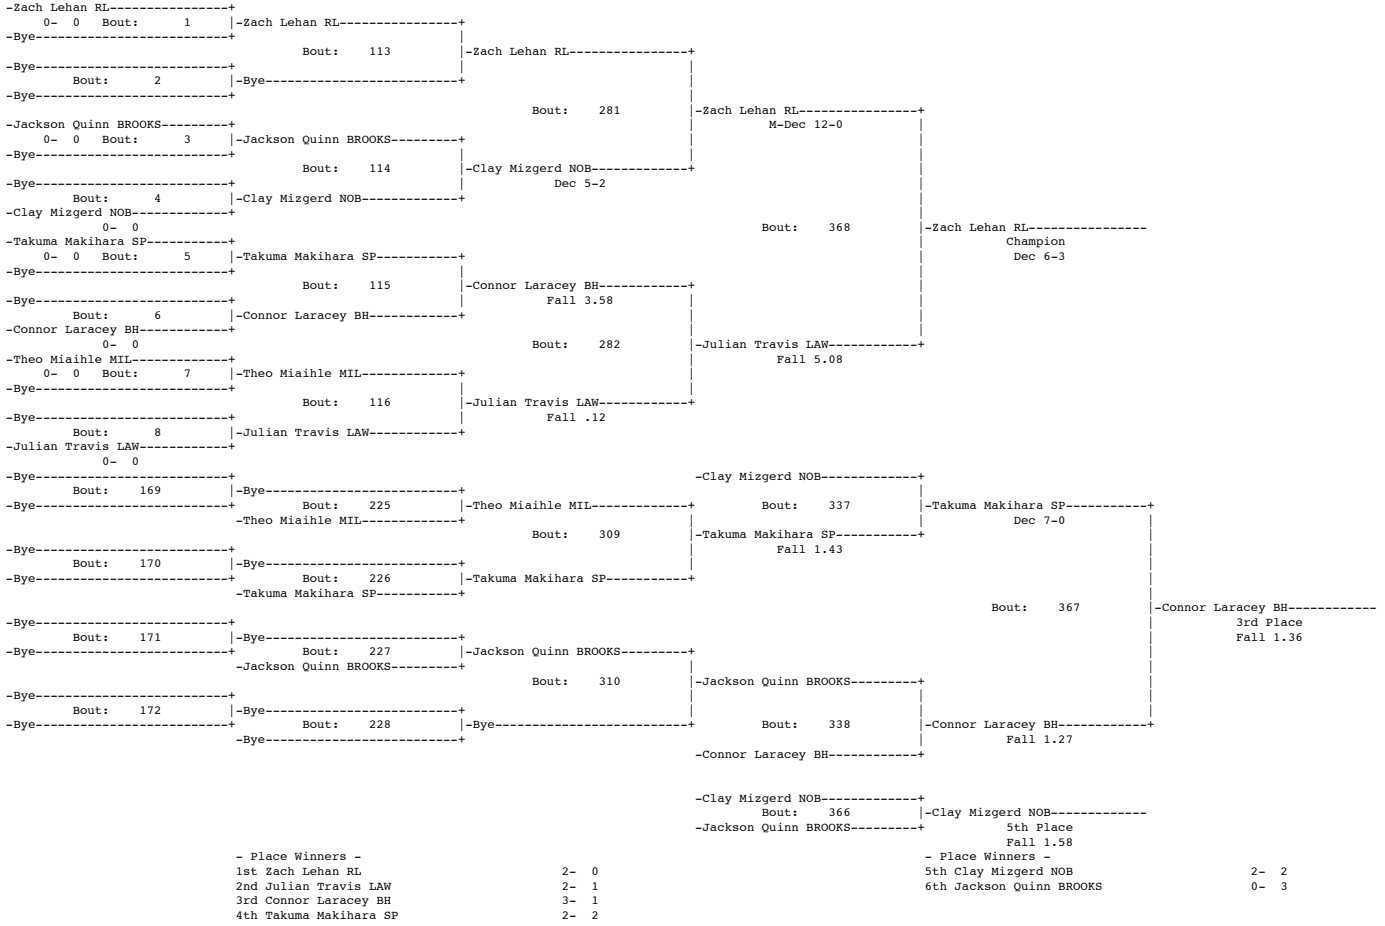 -Zach Lehan RL----------------+
0-  0  Bout:      1     |-Zach Lehan RL----------------+
-Bye--------------------------+     |
Bout:    113     |-Zach Lehan RL----------------+
-Bye--------------------------+     |     |
Bout:      2     |-Bye--------------------------+     |
-Bye--------------------------+     |
Bout:    281     |-Zach Lehan RL----------------+
-Jackson Quinn BROOKS---------+     |     M-Dec 12-0     |
0-  0  Bout:      3     |-Jackson Quinn BROOKS---------+     |     |
-Bye--------------------------+     |     |     |
Bout:    114     |-Clay Mizgerd NOB-------------+     |
-Bye--------------------------+     |     Dec 5-2     |
Bout:      4     |-Clay Mizgerd NOB-------------+     |
-Clay Mizgerd NOB-------------+     |
0-  0     Bout:    368     |-Zach Lehan RL----------------
-Takuma Makihara SP-----------+     |     Champion
0-  0  Bout:      5     |-Takuma Makihara SP-----------+     |     Dec 6-3
-Bye--------------------------+     |     |
Bout:    115     |-Connor Laracey BH------------+     |
-Bye--------------------------+     |     Fall 3.58     |     |
Bout:      6     |-Connor Laracey BH------------+     |     |
-Connor Laracey BH------------+     |     |
0-  0     Bout:    282     |-Julian Travis LAW------------+
-Theo Miaihle MIL-------------+     |     Fall 5.08
0-  0  Bout:      7     |-Theo Miaihle MIL-------------+     |
-Bye--------------------------+     |     |
Bout:    116     |-Julian Travis LAW------------+
-Bye--------------------------+     |     Fall .12
Bout:      8     |-Julian Travis LAW------------+
-Julian Travis LAW------------+
0-  0
-Bye--------------------------+     -Clay Mizgerd NOB-------------+
Bout:    169     |-Bye--------------------------+     |
-Bye--------------------------+     Bout:    225     |-Theo Miaihle MIL-------------+     Bout:    337     |-Takuma Makihara SP-----------+
-Theo Miaihle MIL-------------+     |     |     Dec 7-0     |
Bout:    309     |-Takuma Makihara SP-----------+     |
-Bye--------------------------+     |     Fall 1.43     |
Bout:    170     |-Bye--------------------------+     |     |
-Bye--------------------------+     Bout:    226     |-Takuma Makihara SP-----------+     |
-Takuma Makihara SP-----------+     |
Bout:    367     |-Connor Laracey BH------------
-Bye--------------------------+     |     3rd Place
Bout:    171     |-Bye--------------------------+     |     Fall 1.36
-Bye--------------------------+     Bout:    227     |-Jackson Quinn BROOKS---------+     |
-Jackson Quinn BROOKS---------+     |     |
Bout:    310     |-Jackson Quinn BROOKS---------+     |
-Bye--------------------------+     |     |     |
Bout:    172     |-Bye--------------------------+     |     |     |
-Bye--------------------------+     Bout:    228     |-Bye--------------------------+     Bout:    338     |-Connor Laracey BH------------+
-Bye--------------------------+     |     Fall 1.27
-Connor Laracey BH------------+
-Clay Mizgerd NOB-------------+
Bout:    366     |-Clay Mizgerd NOB-------------
-Jackson Quinn BROOKS---------+     5th Place
Fall 1.58
- Place Winners -     - Place Winners -
1st Zach Lehan RL     2-  0     5th Clay Mizgerd NOB     2-  2
2nd Julian Travis LAW     2-  1     6th Jackson Quinn BROOKS     0-  3
3rd Connor Laracey BH     3-  1
4th Takuma Makihara SP     2-  2